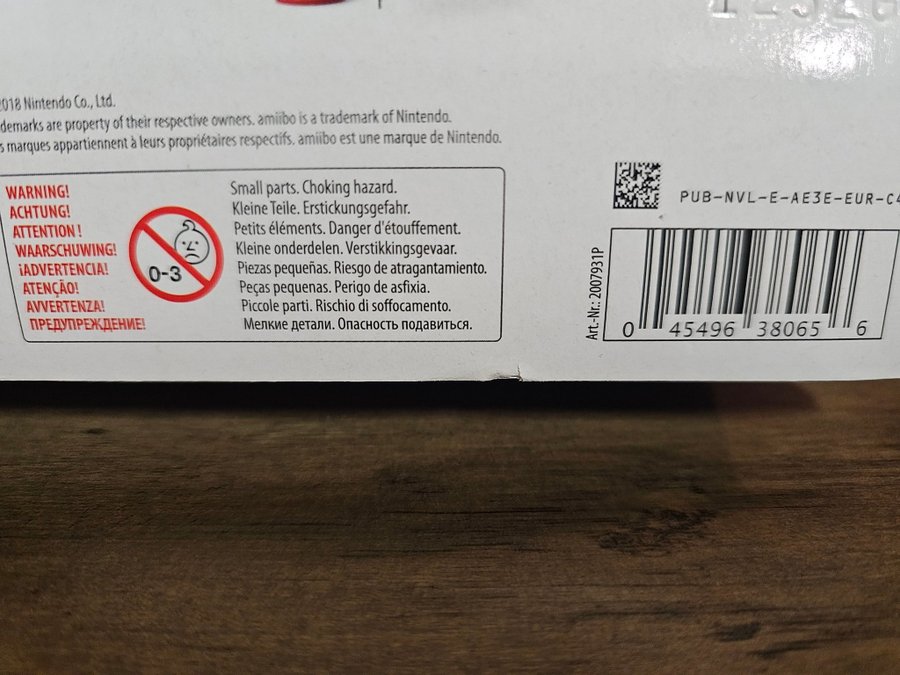 2018 Nintendo Co., Ltd.
demarks are property of their respective owners. amiibo is a trademark of Nintendo.
s marques appartiennent à leurs propriétaires respectifs. amiibo est une marque de Nintendo.
WARNING! Small parts. Choking hazard.
ACHTUNG! Kleine Teile. Erstickungsgefahr.
ATTENTION ! Petits éléments. Danger d'étouffement.
WAARSCHUWING! Kleine onderdelen. Verstikkingsgevaar.
¡ADVERTENCIA! Piezas pequeñas. Riesgo de atragantamiento.
ATENÇÃO! Peças pequenas. Perigo de asfixia.
AVVERTENZA! Piccole parti. Rischio di soffocamento.
ПРЕДУПРЕЖДЕНИЕ! Мелкие детали. Опасность подавиться.
0-3
PUB-NVL-E-AE3E-EUR-C4
Art.-Nr.: 2007931P
0 45496 38065 6